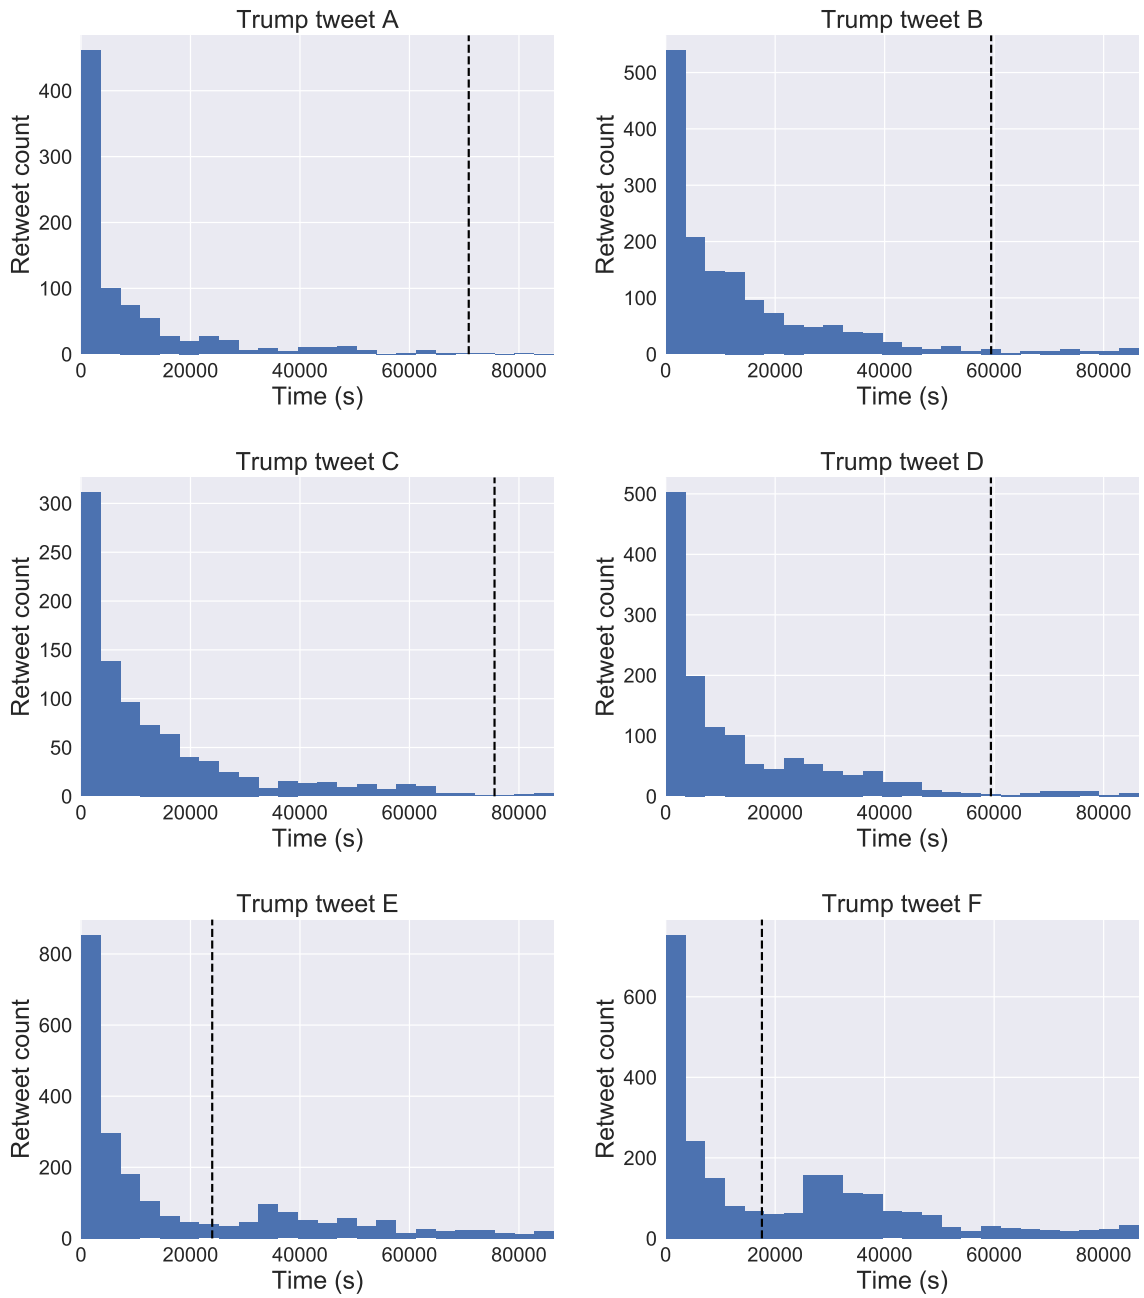 Trump tweet A
Retweet count
400
300
200
100
0
0 20000 40000 60000 80000
Time (s)
Trump tweet B
Retweet count
500
400
300
200
100
0
0 20000 40000 60000 80000
Time (s)
Trump tweet C
Retweet count
300
250
200
150
100
50
0
0 20000 40000 60000 80000
Time (s)
Trump tweet D
Retweet count
500
400
300
200
100
0
0 20000 40000 60000 80000
Time (s)
Trump tweet E
Retweet count
800
600
400
200
0
0 20000 40000 60000 80000
Time (s)
Trump tweet F
Retweet count
600
400
200
0
0 20000 40000 60000 80000
Time (s)